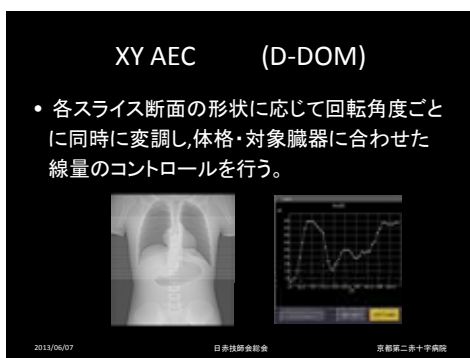 XY AEC (D-DOM)
• 各スライス断面の形状に応じて回転角度ごと
に同時に変調し,体格・対象臓器に合わせた
線量のコントロールを行う。
2013/06/07 日赤技師会総会 京都第二赤十字病院